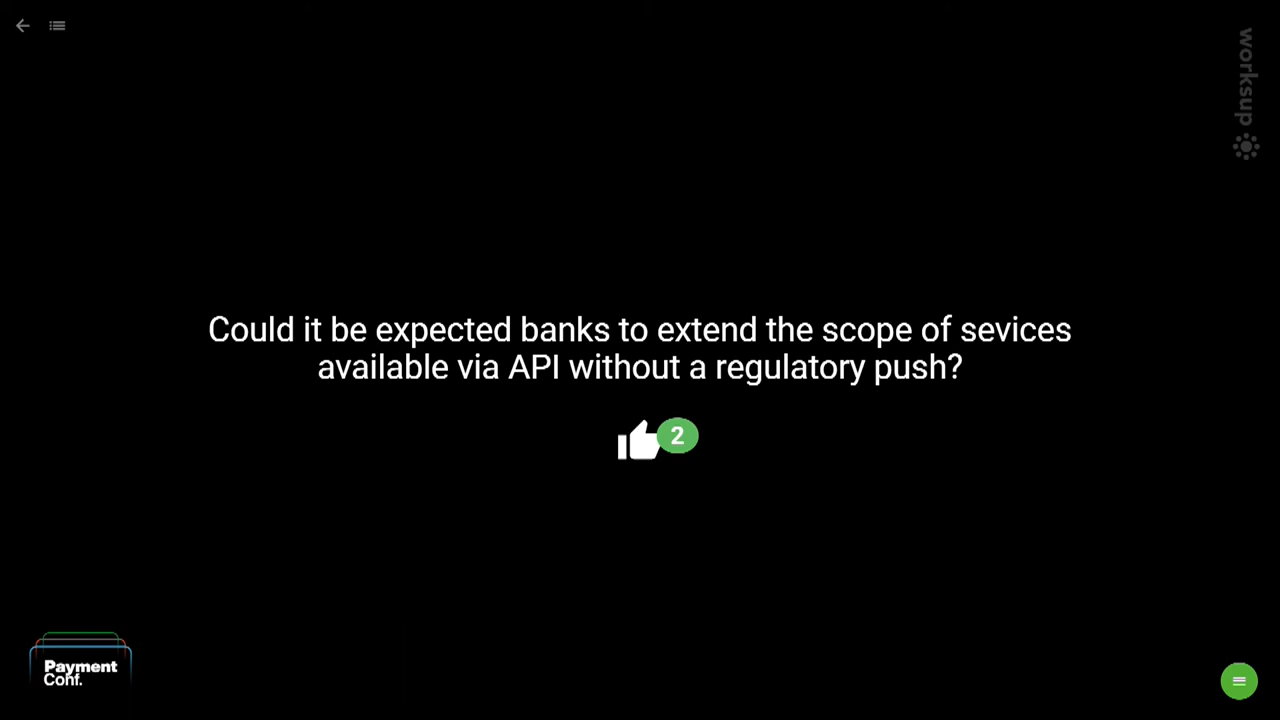 worksup
Could it be expected banks to extend the scope of sevices
available via API without a regulatory push?
2
Payment
Conf.